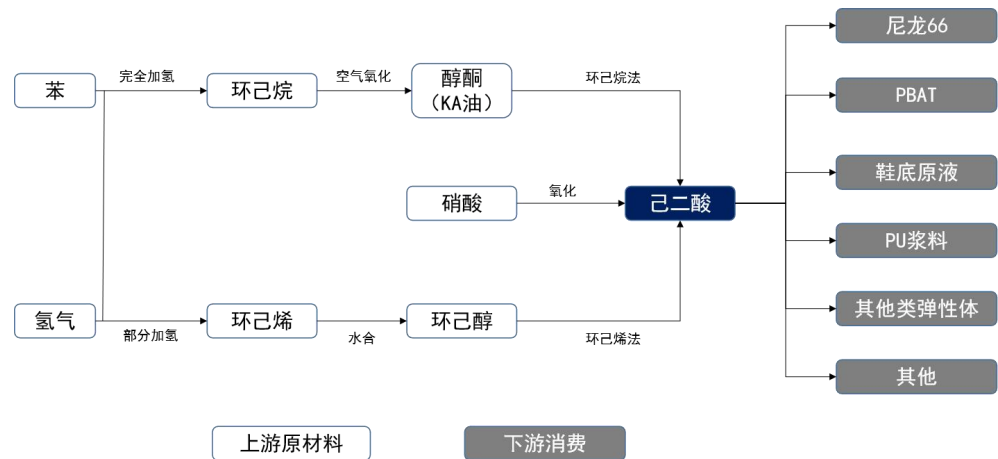 尼龙66
苯
完全加氢
环己烷
空气氧化
醇酮
（KA油）
环己烷法
PBAT
鞋底原液
硝酸
氧化
己二酸
PU浆料
氢气
部分加氢
环己烯
水合
环己醇
环己烯法
其他类弹性体
其他
上游原材料
下游消费